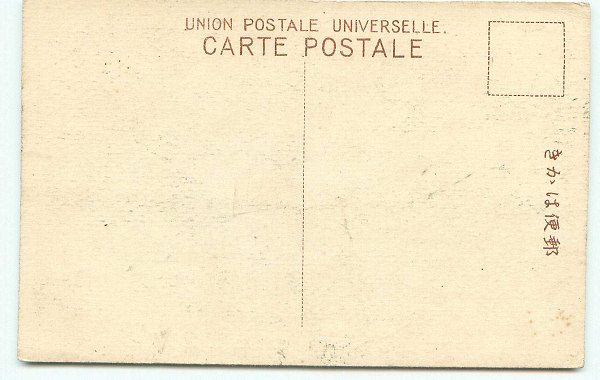 UNION POSTALE UNIVERSELLE.
CARTE POSTALE
郵便はかき